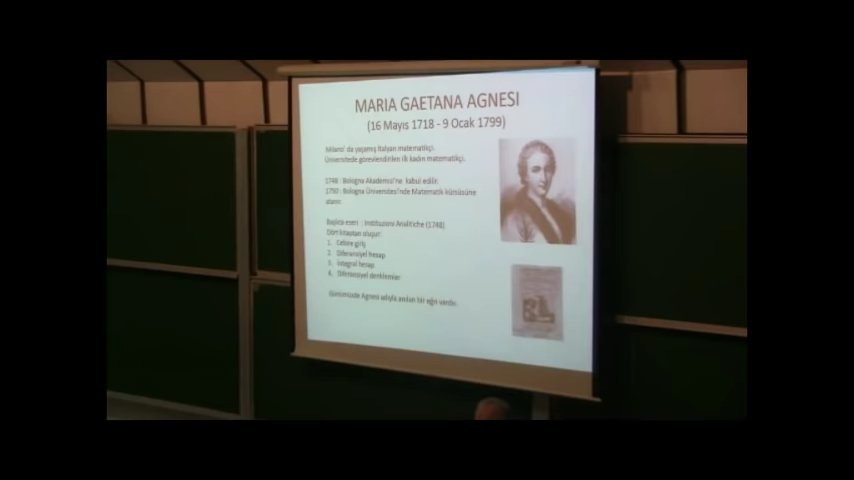 MARIA GAETANA AGNESI
(16 Mayıs 1718 - 9 Ocak 1799)
Milano' da yaşamış İtalyan matematikçi.
Üniversitede görevlendirilen ilk kadın matematikçi.
1748 : Bologna Akademisi'ne kabul edilir.
1750 : Bologna Üniversitesi'nde Matematik kürsüsüne
atanır.
Başlıca eseri : Instituzioni Analitiche (1748)
Dört kitaptan oluşur:
1. Cebire giriş
2. Diferansiyel hesap
3. İntegral hesap
4. Diferansiyel denklemler
Günümüzde Agnesi adıyla anılan bir eğri vardır.